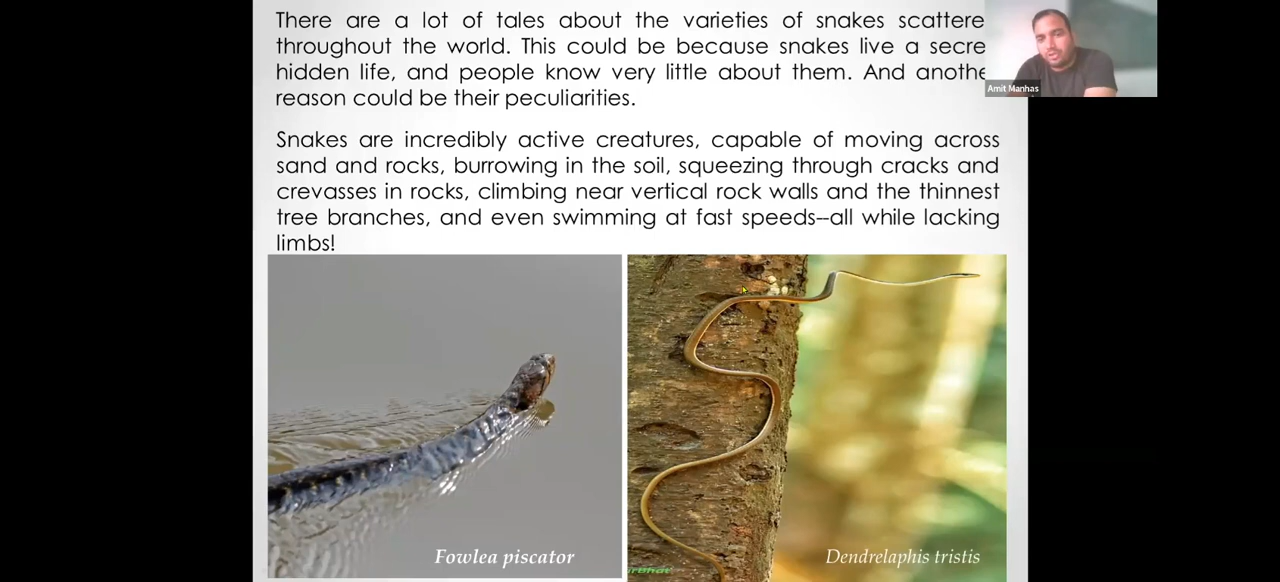 There are a lot of tales about the varieties of snakes scattere
throughout the world. This could be because snakes live a secre
hidden life, and people know very little about them. And anothe
reason could be their peculiarities.
Amit Manhas
Snakes are incredibly active creatures, capable of moving across
sand and rocks, burrowing in the soil, squeezing through cracks and
crevasses in rocks, climbing near vertical rock walls and the thinnest
tree branches, and even swimming at fast speeds--all while lacking
limbs!
Fowlea piscator
Dendrelaphis tristis